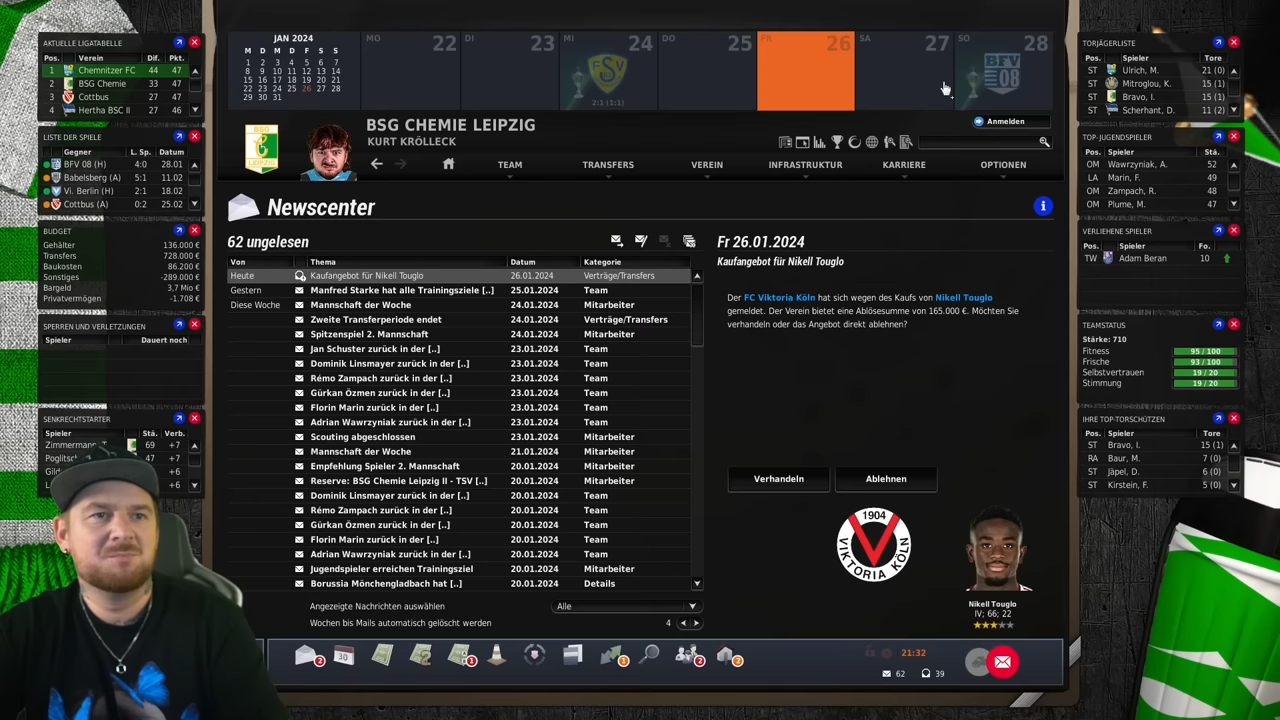 AKTUELLE LIGATABELLE
Pos. Verein Dif. Pkt.
1 Chemnitzer FC 44 47
2 BSG Chemie 33 47
3 Cottbus 27 47
4 Hertha BSC II 27 46
LISTE DER SPIELE
Gegner L. Sp. Datum
BFV 08 (H) 4:0 28.01
Babelsberg (A) 5:1 11.02
Vi. Berlin (H) 2:1 18.02
Cottbus (A) 0:2 25.02
BUDGET
Gehälter 136.000 €
Transfers 728.000 €
Baukosten 86.200 €
Sonstiges -289.000 €
Bargeld 3,7 Mio €
Privatvermögen -1.708 €
SPERREN UND VERLETZUNGEN
Spieler Dauert noch
SENKRECHTSTARTER
Spieler Stä. Verb.
Zimmermann, T. 69 +7
Poglitsch 47 +7
Gild +6
L +6
JAN 2024
M D M D F S S
1 2 3 4 5 6 7
8 9 10 11 12 13 14
15 16 17 18 19 20 21
22 23 24 25 26 27 28
29 30 31
MO 22
DI 23
MI 24
FSV
2:1 (1:1)
DO 25
FR 26
SA 27
SO 28
BFV 08
BSG
LEIPZIG
BSG CHEMIE LEIPZIG
KURT KRÖLLECK
Anmelden
TEAM TRANSFERS VEREIN INFRASTRUKTUR KARRIERE OPTIONEN
Newscenter
62 ungelesen
Von Thema Datum Kategorie
Heute Kaufangebot für Nikell Touglo 26.01.2024 Verträge/Transfers
Gestern Manfred Starke hat alle Trainingsziele [..] 25.01.2024 Team
Diese Woche Mannschaft der Woche 24.01.2024 Mitarbeiter
Zweite Transferperiode endet 24.01.2024 Verträge/Transfers
Spitzenspiel 2. Mannschaft 24.01.2024 Mitarbeiter
Jan Schuster zurück in der [..] 23.01.2024 Team
Dominik Linsmayer zurück in der [..] 23.01.2024 Team
Rémo Zampach zurück in der [..] 23.01.2024 Team
Gürkan Özmen zurück in der [..] 23.01.2024 Team
Florin Marin zurück in der [..] 23.01.2024 Team
Adrian Wawrzyniak zurück in der [..] 23.01.2024 Team
Scouting abgeschlossen 23.01.2024 Mitarbeiter
Mannschaft der Woche 21.01.2024 Mitarbeiter
Empfehlung Spieler 2. Mannschaft 20.01.2024 Mitarbeiter
Reserve: BSG Chemie Leipzig II - TSV [..] 20.01.2024 Mitarbeiter
Dominik Linsmayer zurück in der [..] 20.01.2024 Team
Rémo Zampach zurück in der [..] 20.01.2024 Team
Gürkan Özmen zurück in der [..] 20.01.2024 Team
Florin Marin zurück in der [..] 20.01.2024 Team
Adrian Wawrzyniak zurück in der [..] 20.01.2024 Team
Jugendspieler erreichen Trainingsziel 20.01.2024 Mitarbeiter
Borussia Mönchengladbach hat [..] 20.01.2024 Details
Angezeigte Nachrichten auswählen Alle
Wochen bis Mails automatisch gelöscht werden 4
Fr 26.01.2024
Kaufangebot für Nikell Touglo
Der FC Viktoria Köln hat sich wegen des Kaufs von Nikell Touglo
gemeldet. Der Verein bietet eine Ablösesumme von 165.000 €. Möchten Sie
verhandeln oder das Angebot direkt ablehnen?
Verhandeln Ablehnen
1904
VIKTORIA KÖLN
Nikell Touglo
IV; 66; 22
2 30 2 1 1 2 2
21:32
62 39
TORJÄGERLISTE
Pos. Spieler Tore
ST Ulrich, M. 21 (0)
ST Mitroglou, K. 15 (1)
ST Bravo, I. 15 (1)
ST Scherhant, D. 11 (2)
TOP-JUGENDSPIELER
Pos. Spieler Stä.
OM Wawrzyniak, A. 52
LA Marin, F. 49
OM Zampach, R. 48
OM Plume, M. 47
VERLIEHENE SPIELER
Pos. Spieler Fo.
TW Adam Beran 10
TEAMSTATUS
Stärke: 710
Fitness 95 / 100
Frische 93 / 100
Selbstvertrauen 19 / 20
Stimmung 19 / 20
IHRE TOP-TORSCHÜTZEN
Pos. Spieler Tore
ST Bravo, I. 15 (1)
RA Baur, M. 7 (0)
ST Jäpel, D. 6 (0)
ST Kirstein, F. 5 (0)